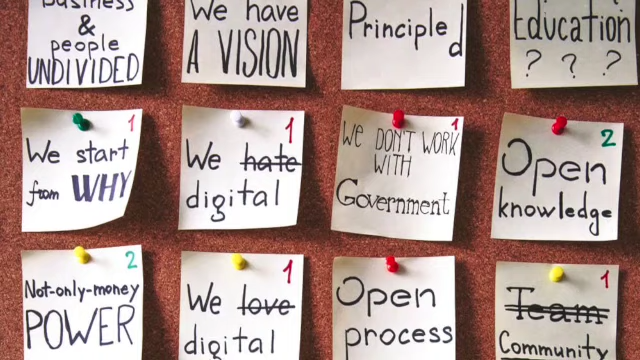 business
&
people
UNDIVIDED
We have
A VISION
Principled
Education
? ? ?
1
We start
from WHY
1
We hate
digital
1
We DON'T WORK
WITH
Government
2
Open
knowledge
2
Not-only-money
POWER
1
We love
digital
Open
process
1
Team
Community